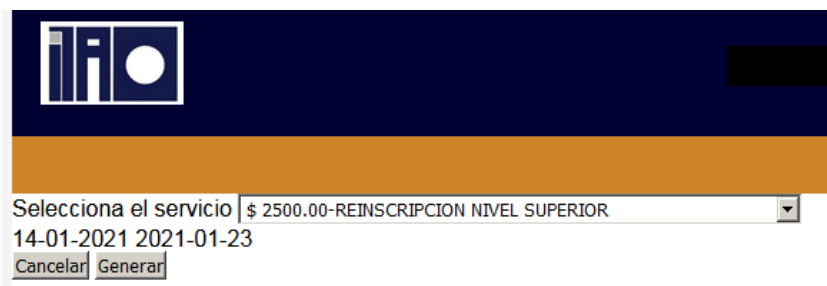 Selecciona el servicio $ 2500.00-REINSCRIPCION NIVEL SUPERIOR
14-01-2021 2021-01-23
Cancelar Generar